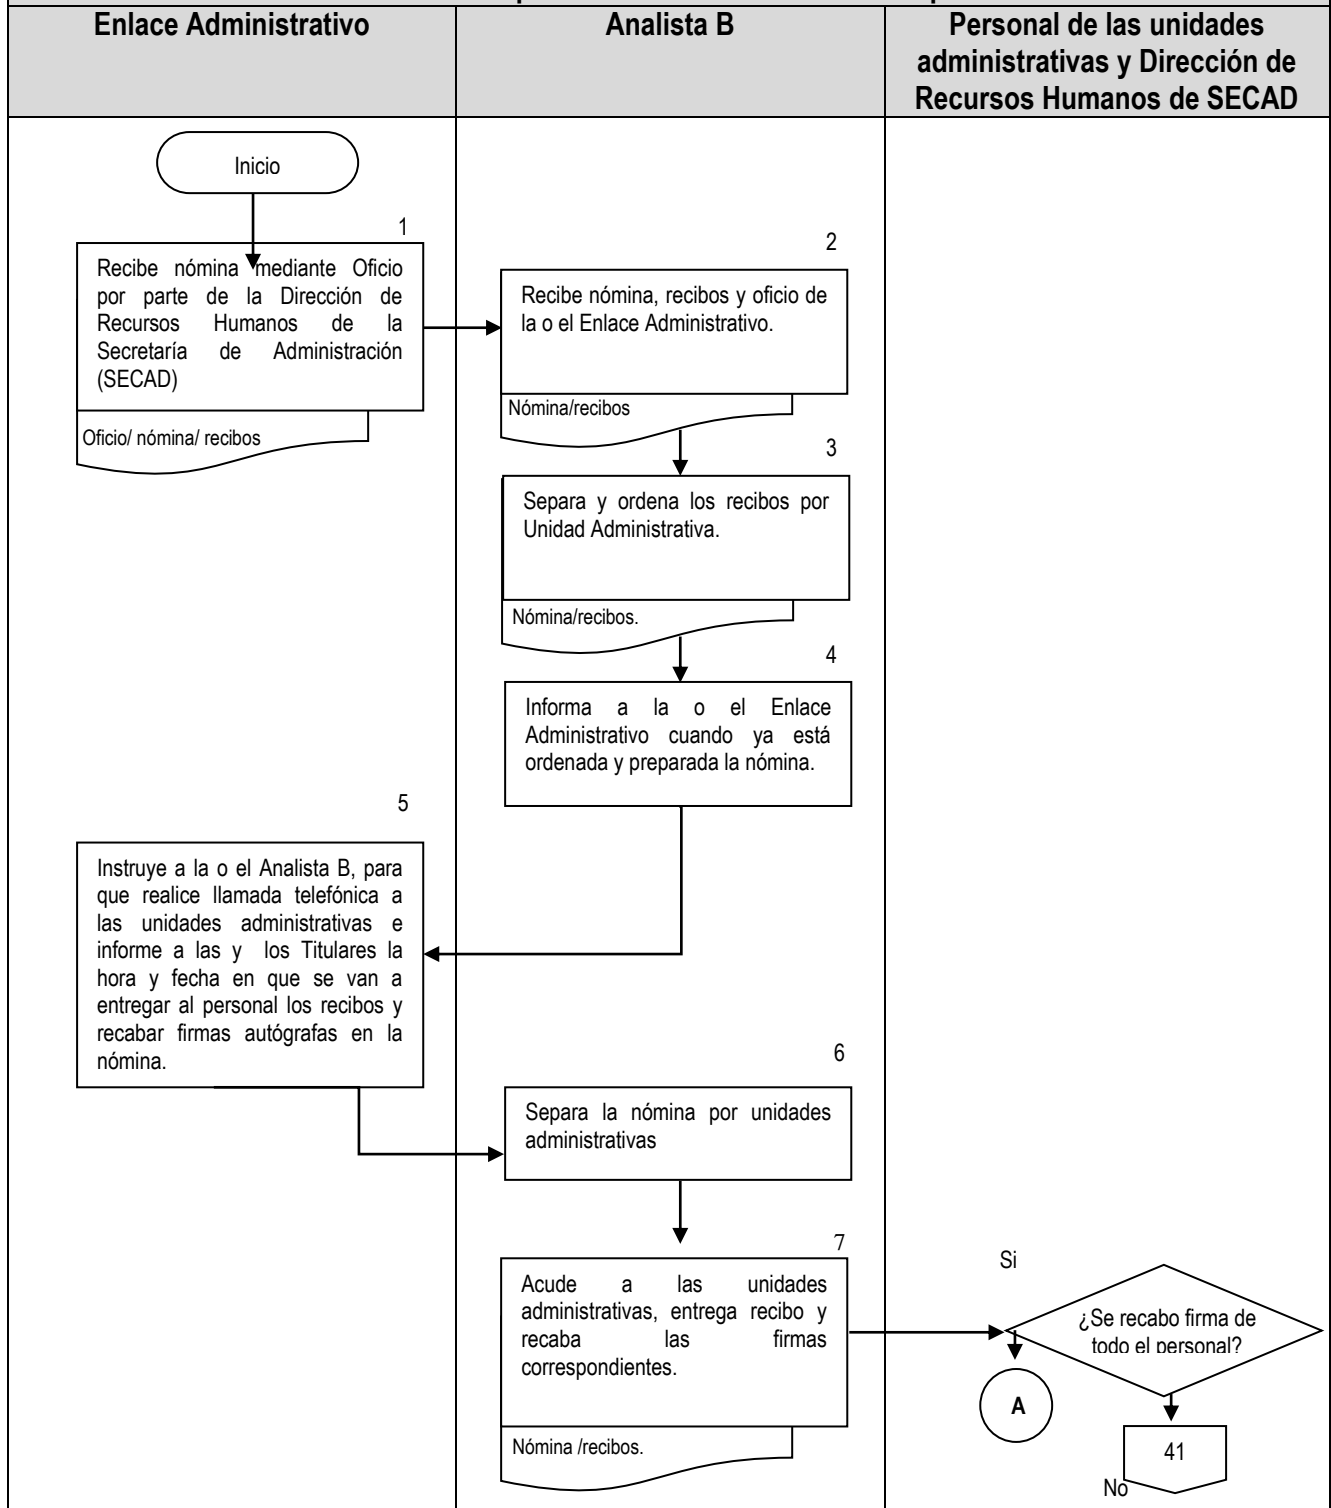 Enlace Administrativo
Analista B
Personal de las unidades
administrativas y Dirección de
Recursos Humanos de SECAD
Inicio
1
Recibe nómina mediante Oficio
por parte de la Dirección de
Recursos Humanos de la
Secretaría de Administración
(SECAD)
Oficio/ nómina/ recibos
2
Recibe nómina, recibos y oficio de
la o el Enlace Administrativo.
Nómina/recibos
3
Separa y ordena los recibos por
Unidad Administrativa.
Nómina/recibos.
4
Informa a la o el Enlace
Administrativo cuando ya está
ordenada y preparada la nómina.
5
Instruye a la o el Analista B, para
que realice llamada telefónica a
las unidades administrativas e
informe a las y los Titulares la
hora y fecha en que se van a
entregar al personal los recibos y
recabar firmas autógrafas en la
nómina.
6
Separa la nómina por unidades
administrativas
7
Acude a las unidades
administrativas, entrega recibo y
recaba las firmas
correspondientes.
Nómina /recibos.
Si
¿Se recabo firma de
todo el personal?
A
41
No